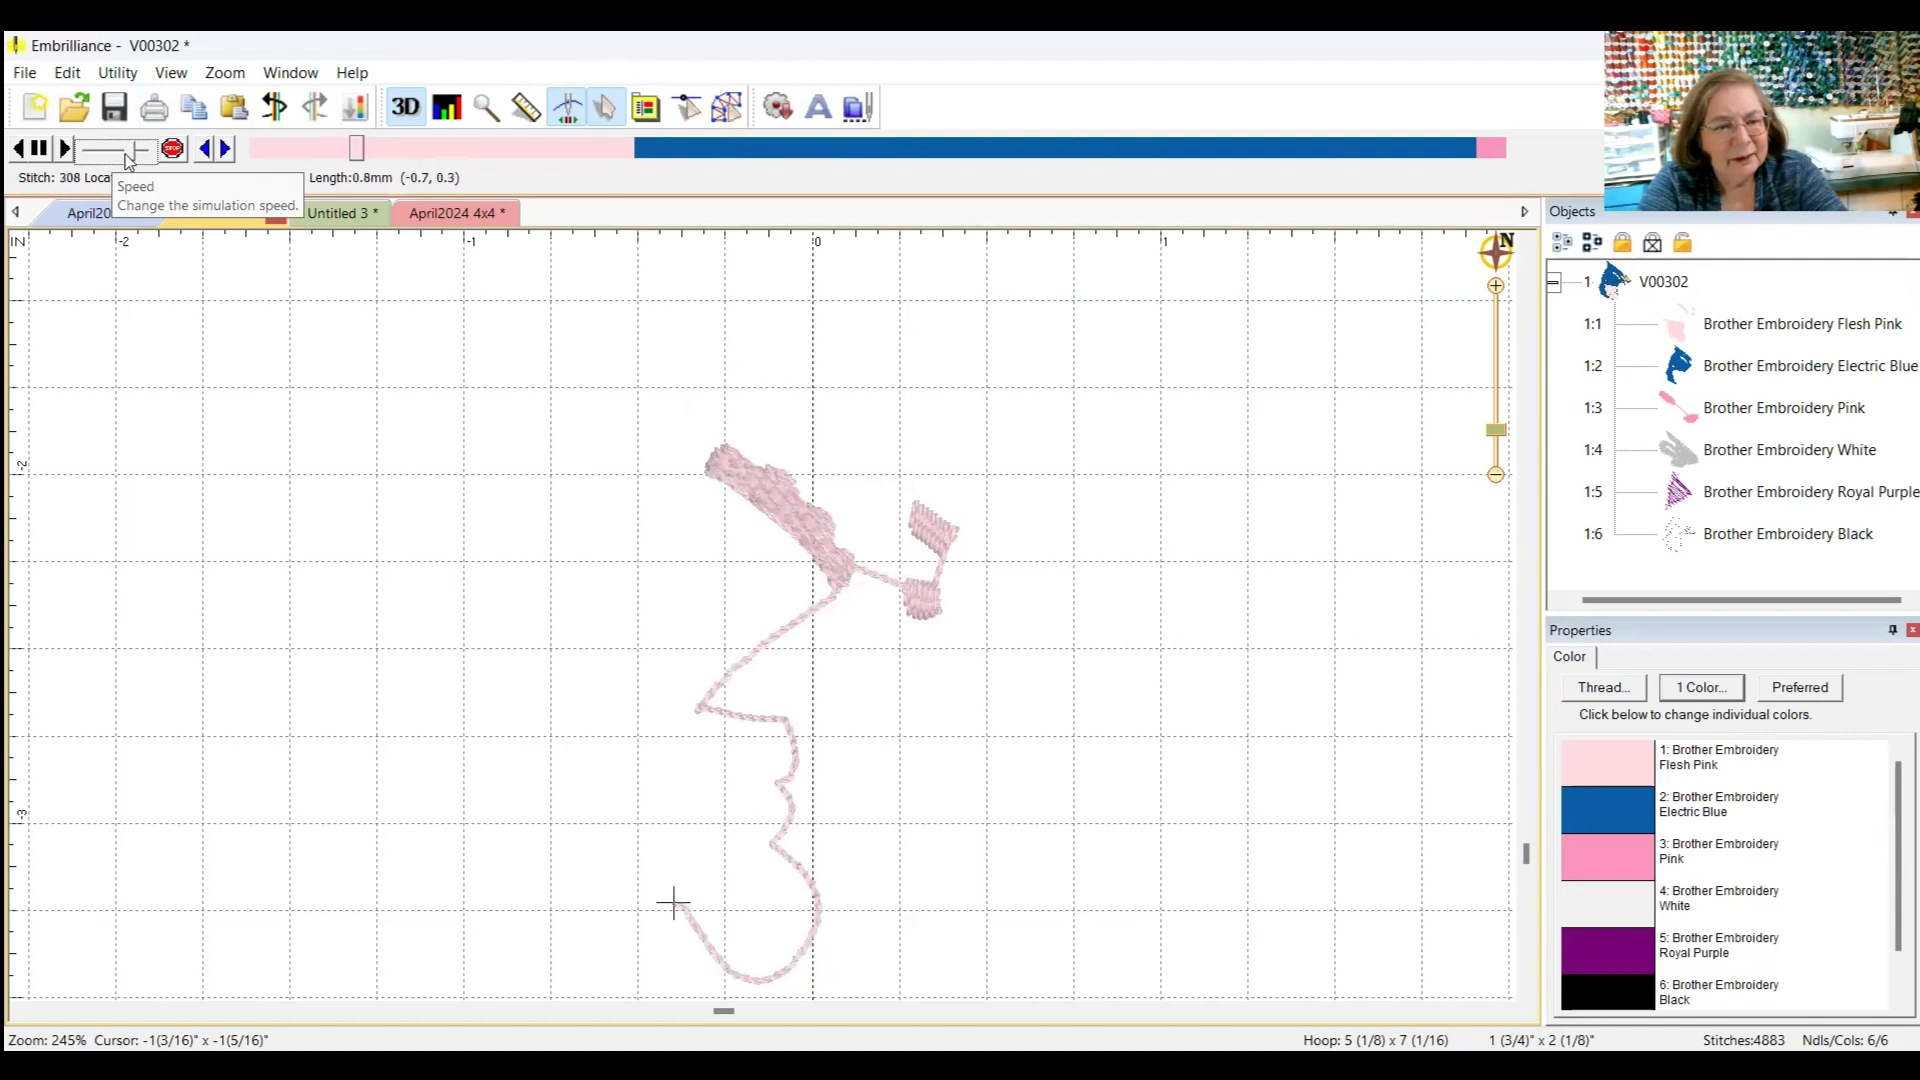 Embrilliance - V00302 *
File Edit Utility View Zoom Window Help
3D
STOP
Stitch: 308 Loca
Length:0.8mm (-0.7, 0.3)
Speed
Change the simulation speed.
April20
Untitled 3 *
April2024 4x4 *
IN
-2
-1
0
1
N
-2
-3
Objects
1 V00302
1:1 Brother Embroidery Flesh Pink
1:2 Brother Embroidery Electric Blue
1:3 Brother Embroidery Pink
1:4 Brother Embroidery White
1:5 Brother Embroidery Royal Purple
1:6 Brother Embroidery Black
Properties
Color
Thread... 1 Color... Preferred
Click below to change individual colors.
1: Brother Embroidery
Flesh Pink
2: Brother Embroidery
Electric Blue
3: Brother Embroidery
Pink
4: Brother Embroidery
White
5: Brother Embroidery
Royal Purple
6: Brother Embroidery
Black
Zoom: 245% Cursor: -1(3/16)" x -1(5/16)"
Hoop: 5 (1/8) x 7 (1/16)
1 (3/4)" x 2 (1/8)"
Stitches:4883
Ndls/Cols: 6/6